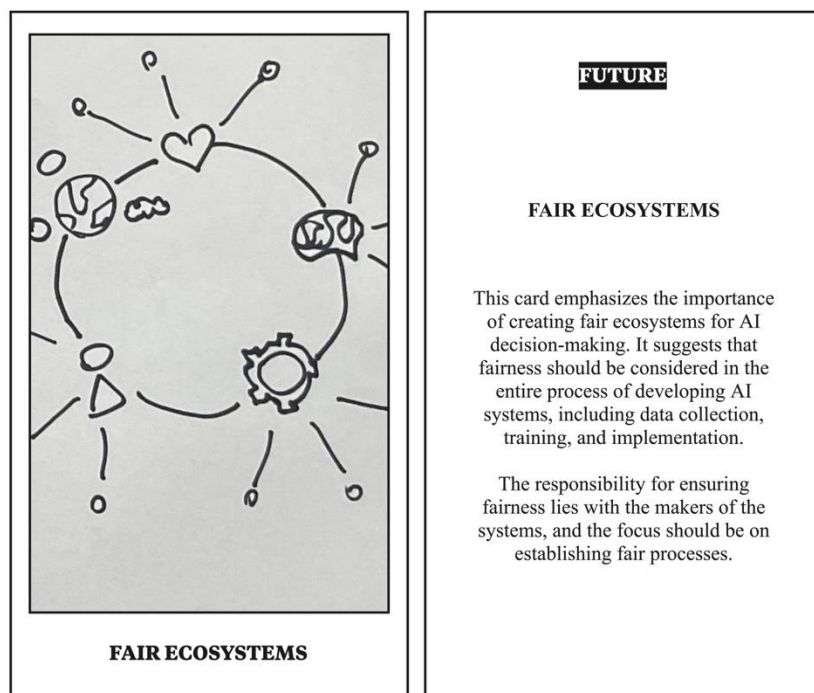 FAIR ECOSYSTEMS
FUTURE
FAIR ECOSYSTEMS
This card emphasizes the importance
of creating fair ecosystems for AI
decision-making. It suggests that
fairness should be considered in the
entire process of developing AI
systems, including data collection,
training, and implementation.
The responsibility for ensuring
fairness lies with the makers of the
systems, and the focus should be on
establishing fair processes.